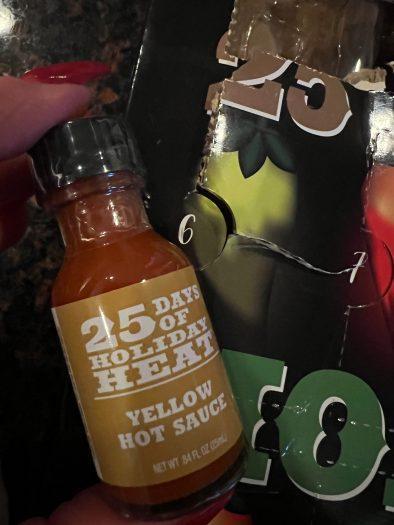 25 DAYS
OF
HOLIDAY
HEAT
YELLOW
HOT SAUCE
NET WT .84 FL OZ (25mL)
25
6
7